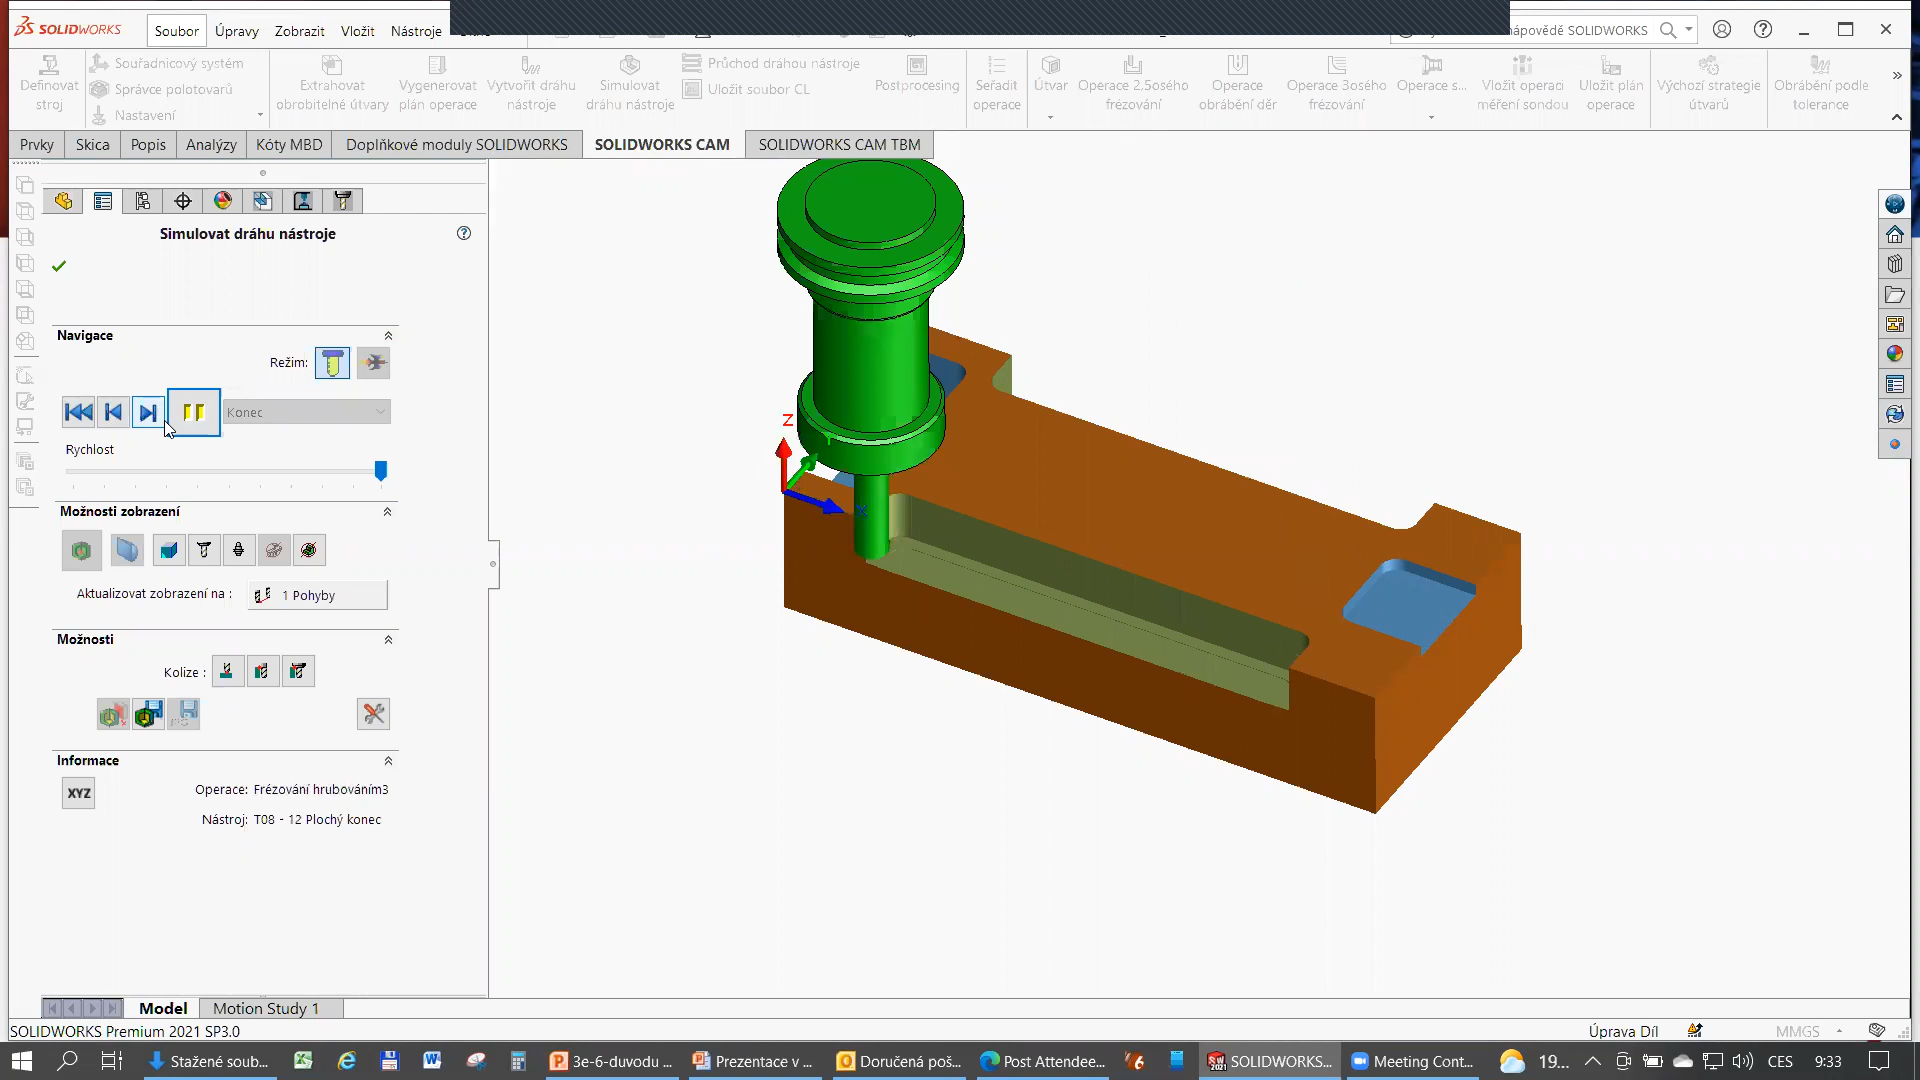 SOLIDWORKS
Soubor Úpravy Zobrazit Vložit Nástroje
nápovědě SOLIDWORKS
Definovat stroj
Souřadnicový systém
Správce polotovarů
Nastavení
Extrahovat obrobitelné útvary
Vygenerovat plán operace
Vytvořit dráhu nástroje
Simulovat dráhu nástroje
Průchod dráhou nástroje
Uložit soubor CL
Postprocesing
Seřadit operace
Útvar
Operace 2,5osého frézování
Operace obrábění děr
Operace 3osého frézování
Operace s...
Vložit operaci měření sondou
Uložit plán operace
Výchozí strategie útvarů
Obrábění podle tolerance
Prvky Skica Popis Analýzy Kóty MBD Doplňkové moduly SOLIDWORKS SOLIDWORKS CAM SOLIDWORKS CAM TBM
Simulovat dráhu nástroje
Navigace
Režim:
Konec
Rychlost
Možnosti zobrazení
Aktualizovat zobrazení na : 1 Pohyby
Možnosti
Kolize :
Informace
XYZ
Operace: Frézování hrubováním3
Nástroj: T08 - 12 Plochý konec
Z
X
Model Motion Study 1
SOLIDWORKS Premium 2021 SP3.0
Úprava Díl MMGS
Stažené soub... 3e-6-duvodu ... Prezentace v ... Doručená poš... Post Attendee... SOLIDWORKS... Meeting Cont... 19... CES 9:33